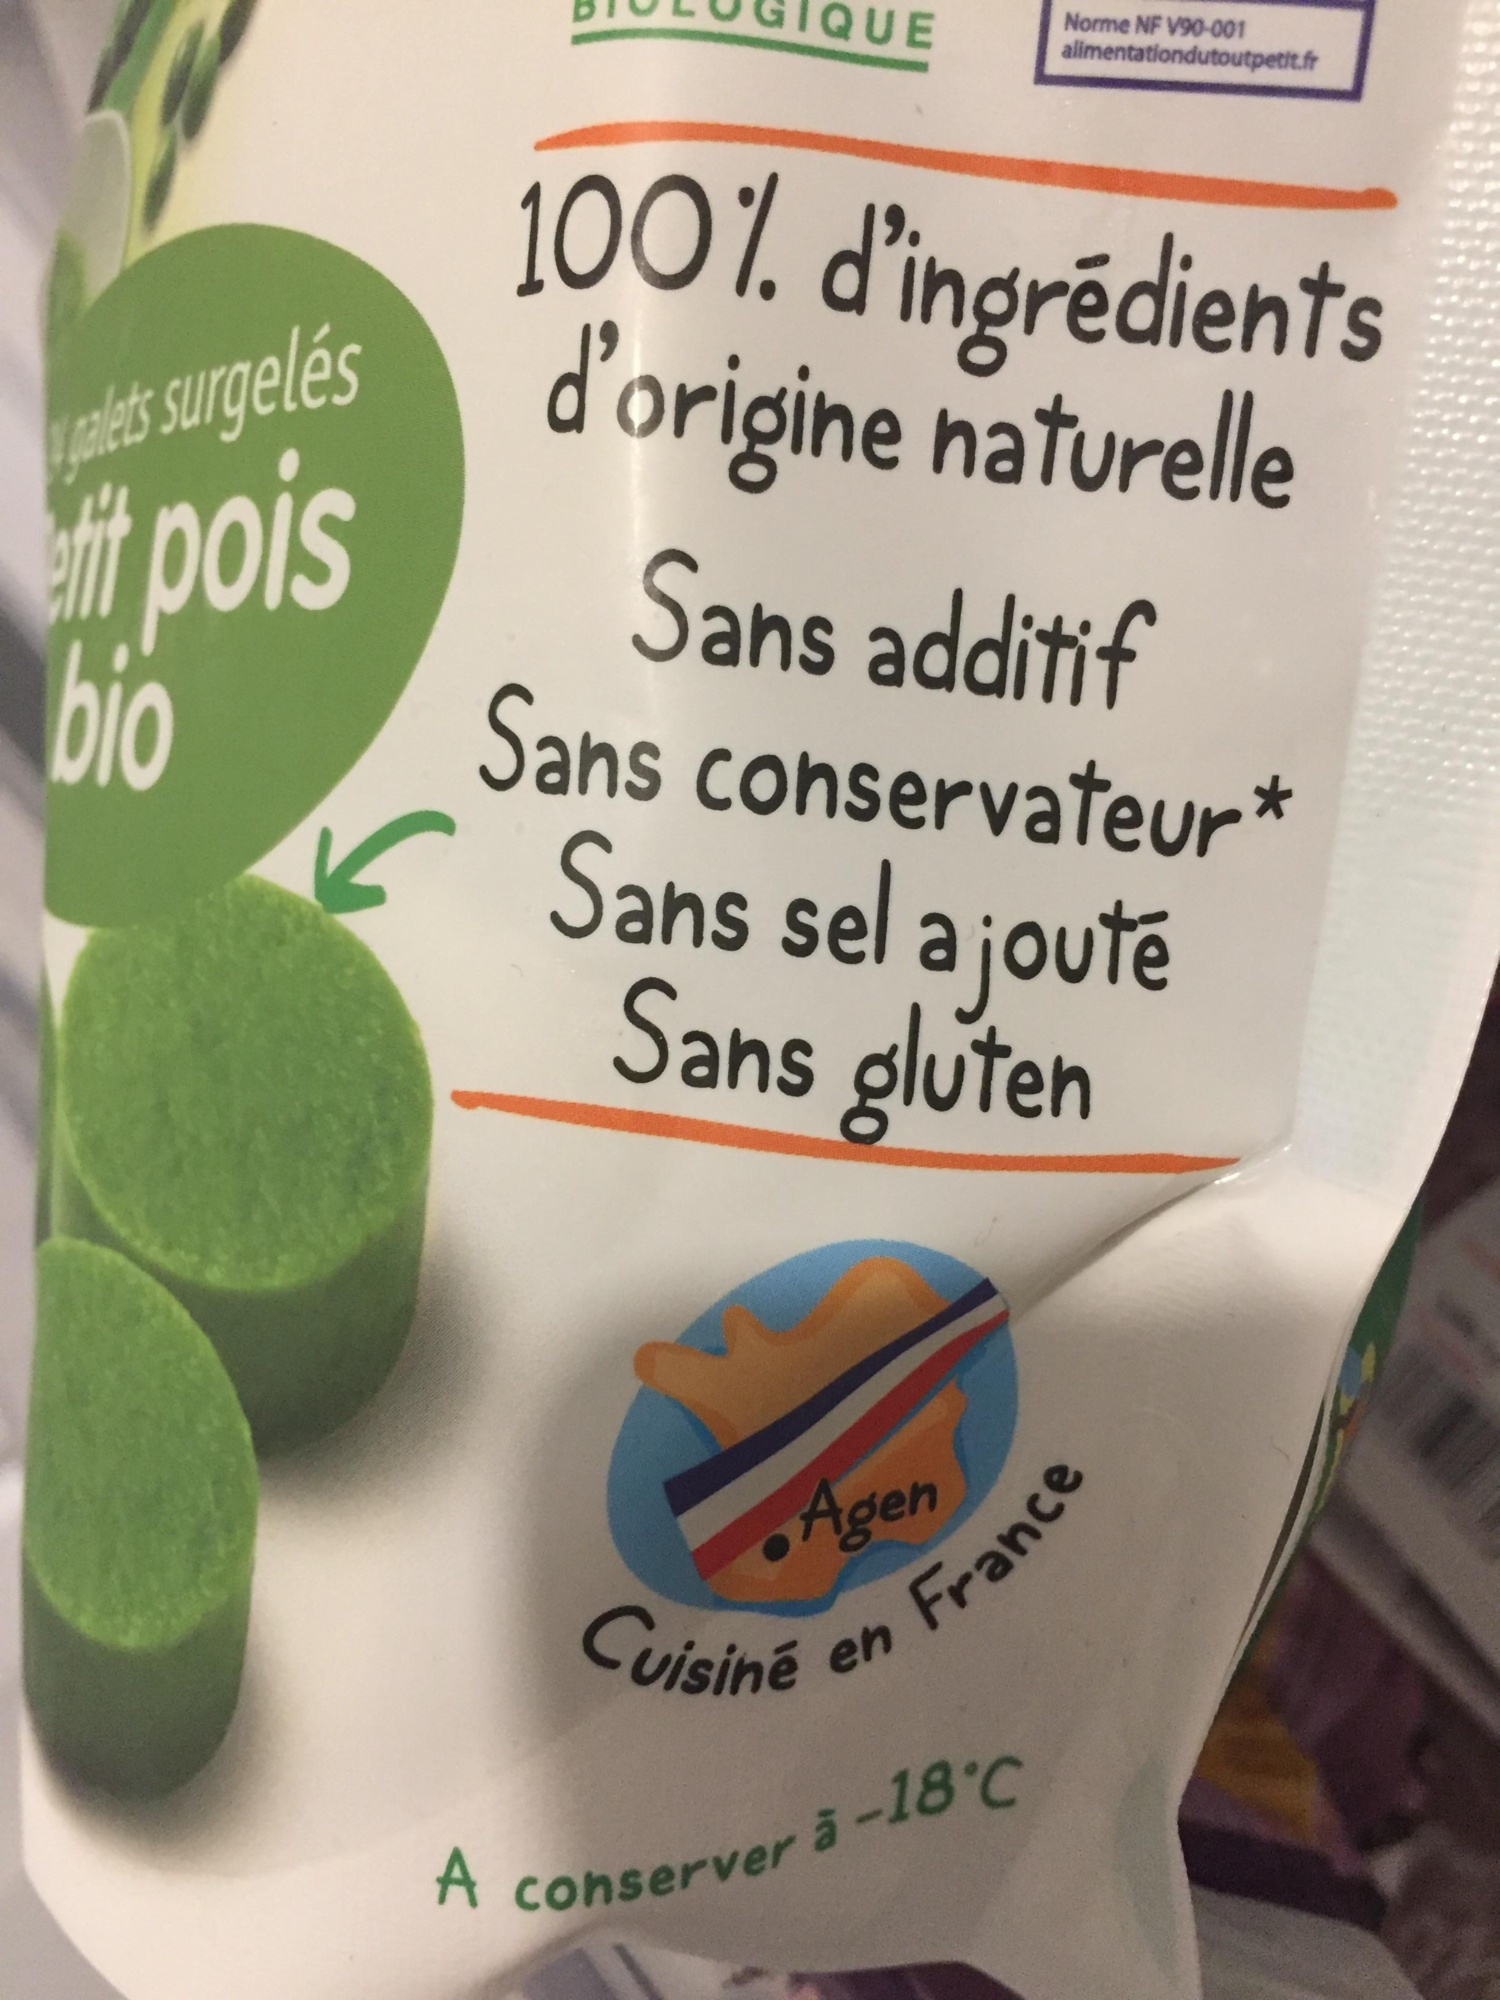 BIOLOGIQUE
Norme NF V90-001
alimentationdutoutpetit.fr
100% d'ingrédients
d'origine naturelle
galets surgelés
pois
bio
Sans additif
Sans conservateur*
Sans sel ajouté
Sans gluten
Agen
Cuisiné en France
A conserver à -18°C